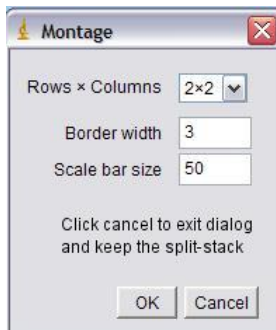 Montage
Rows × Columns 2×2
Border width 3
Scale bar size 50
Click cancel to exit dialog
and keep the split-stack
OK Cancel